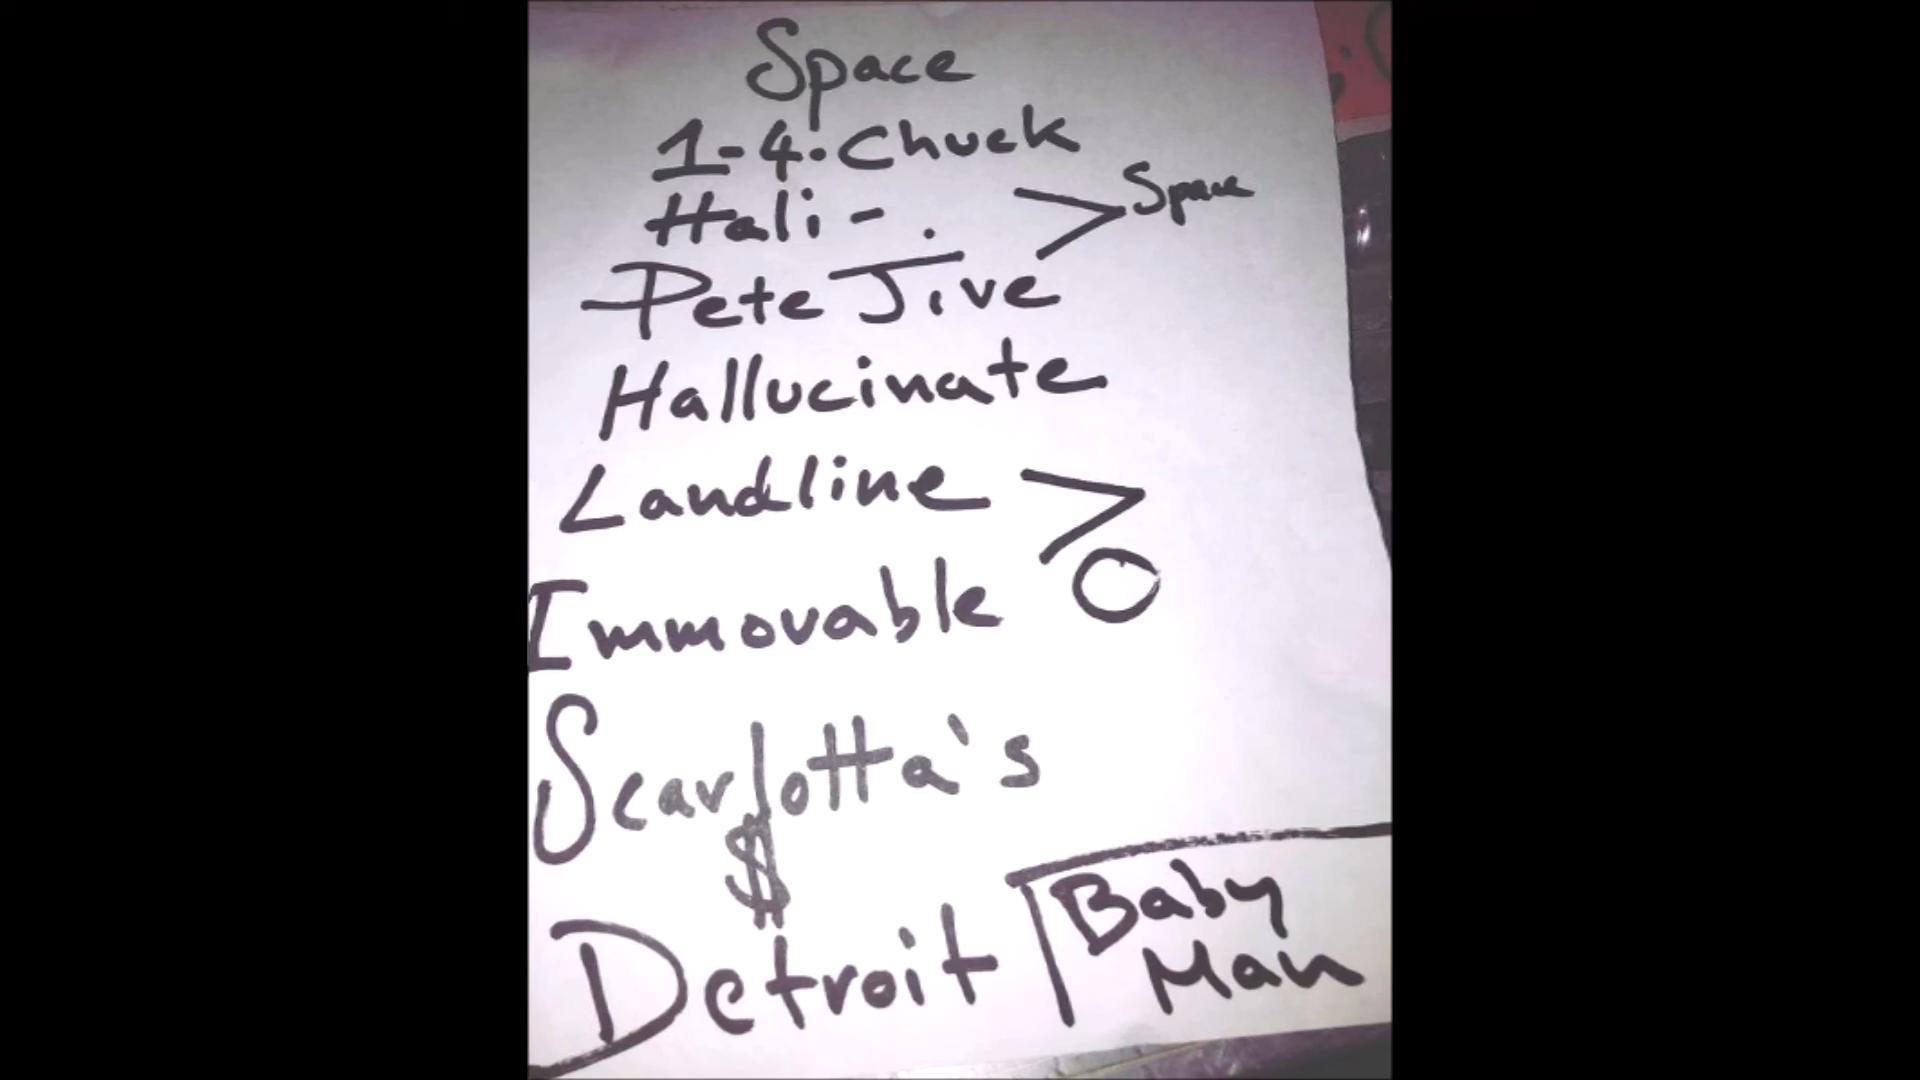 Space
1-4. Chuck
Hali - .
> Space
Pete Jive
Hallucinate
Landline >
O
Immovable
Scarlotta's
$
Detroit
Baby
Man